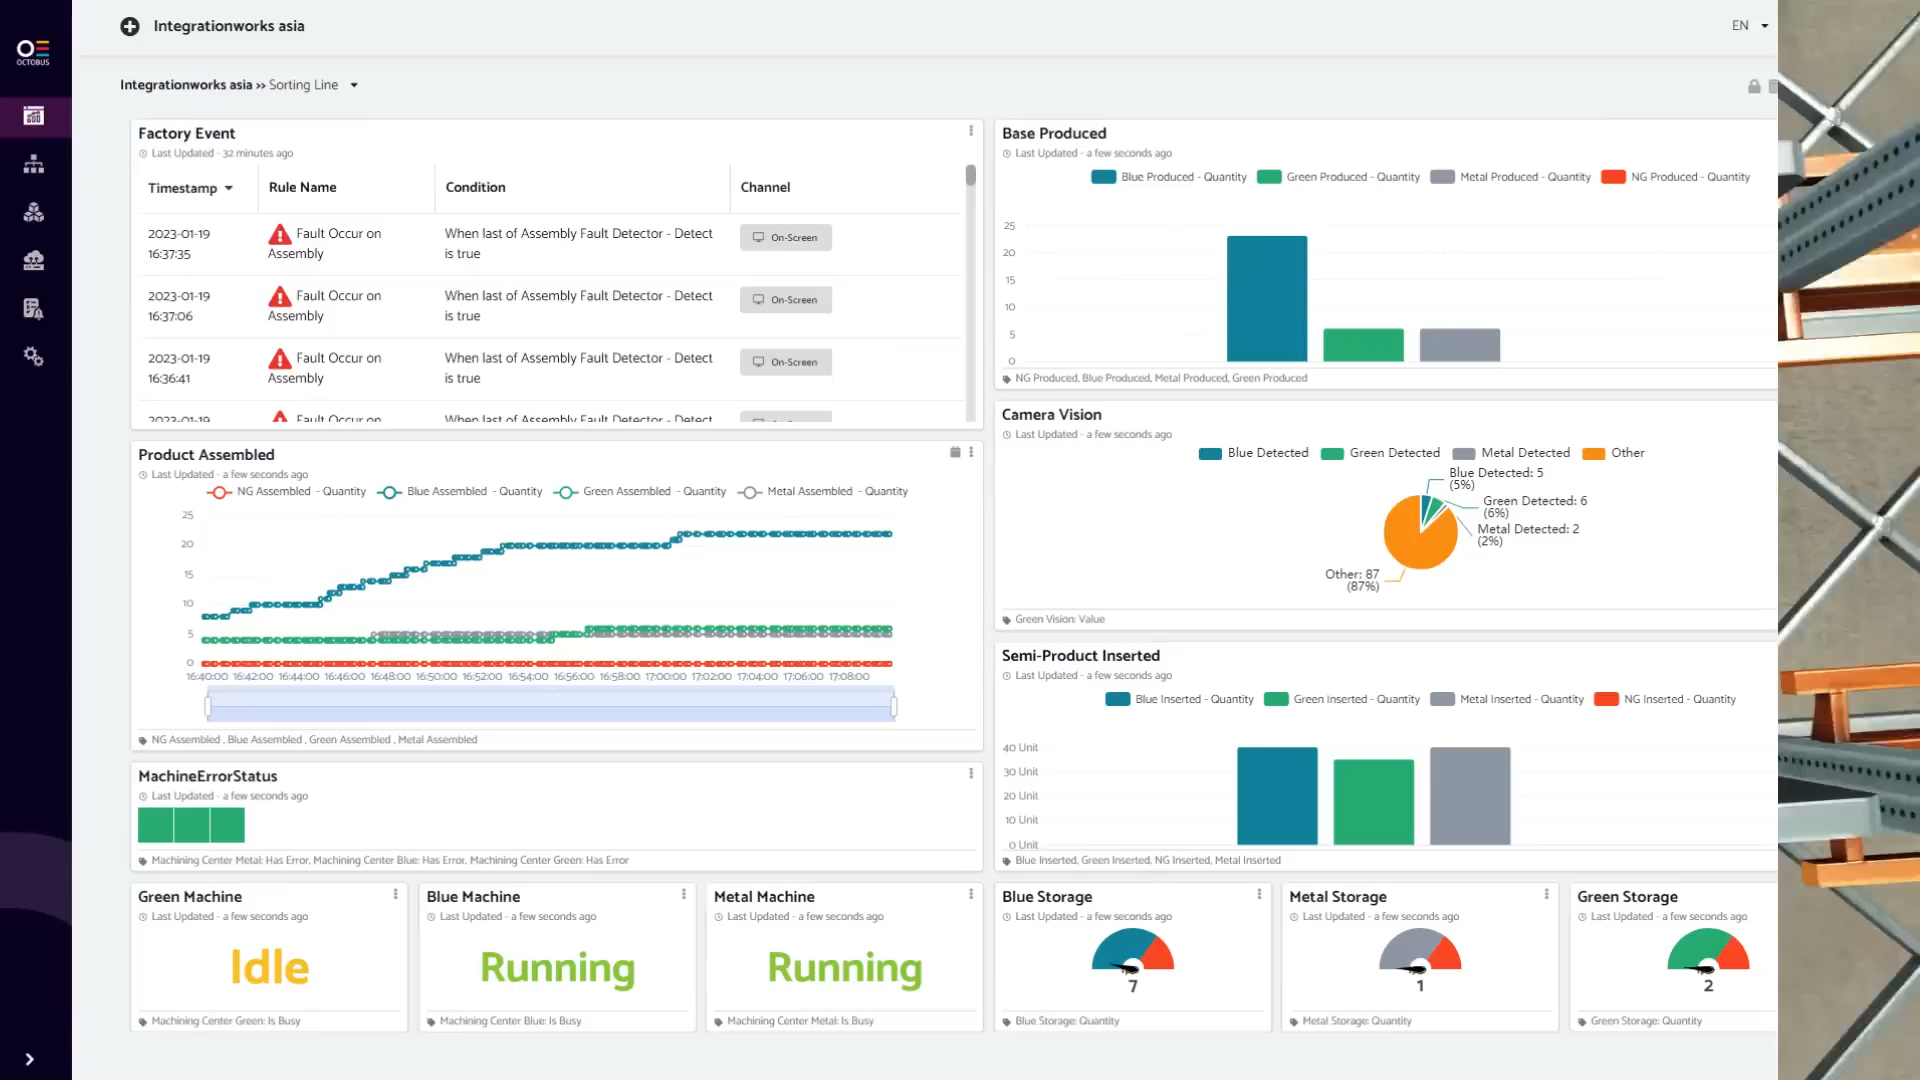 OCTOBUS
Integrationworks asia
EN
Integrationworks asia >> Sorting Line
Factory Event
Last Updated - 32 minutes ago
Timestamp
Rule Name
Condition
Channel
2023-01-19
16:37:35
Fault Occur on
Assembly
When last of Assembly Fault Detector - Detect
is true
On-Screen
2023-01-19
16:37:06
Fault Occur on
Assembly
When last of Assembly Fault Detector - Detect
is true
On-Screen
2023-01-19
16:36:41
Fault Occur on
Assembly
When last of Assembly Fault Detector - Detect
is true
On-Screen
2023-01-19
Fault Occur on
When last of Assembly Fault Detector - Detect
Base Produced
Last Updated - a few seconds ago
Blue Produced - Quantity
Green Produced - Quantity
Metal Produced - Quantity
NG Produced - Quantity
25
20
15
10
5
0
NG Produced, Blue Produced, Metal Produced, Green Produced
Camera Vision
Last Updated - a few seconds ago
Blue Detected
Green Detected
Metal Detected
Other
Blue Detected: 5
(5%)
Green Detected: 6
(6%)
Metal Detected: 2
(2%)
Other: 87
(87%)
Green Vision: Value
Product Assembled
Last Updated - a few seconds ago
NG Assembled - Quantity
Blue Assembled - Quantity
Green Assembled - Quantity
Metal Assembled - Quantity
25
20
15
10
5
0
16:40:00 16:42:00 16:44:00 16:46:00 16:48:00 16:50:00 16:52:00 16:54:00 16:56:00 16:58:00 17:00:00 17:02:00 17:04:00 17:06:00 17:08:00
NG Assembled , Blue Assembled , Green Assembled , Metal Assembled
Semi-Product Inserted
Last Updated - a few seconds ago
Blue Inserted - Quantity
Green Inserted - Quantity
Metal Inserted - Quantity
NG Inserted - Quantity
40 Unit
30 Unit
20 Unit
10 Unit
0 Unit
Blue Inserted, Green Inserted, NG Inserted, Metal Inserted
MachineErrorStatus
Last Updated - a few seconds ago
Machining Center Metal: Has Error, Machining Center Blue: Has Error, Machining Center Green: Has Error
Green Machine
Last Updated - a few seconds ago
Idle
Machining Center Green: Is Busy
Blue Machine
Last Updated - a few seconds ago
Running
Machining Center Blue: Is Busy
Metal Machine
Last Updated - a few seconds ago
Running
Machining Center Metal: Is Busy
Blue Storage
Last Updated - a few seconds ago
7
Blue Storage: Quantity
Metal Storage
Last Updated - a few seconds ago
1
Metal Storage: Quantity
Green Storage
Last Updated - a few seconds ago
2
Green Storage: Quantity